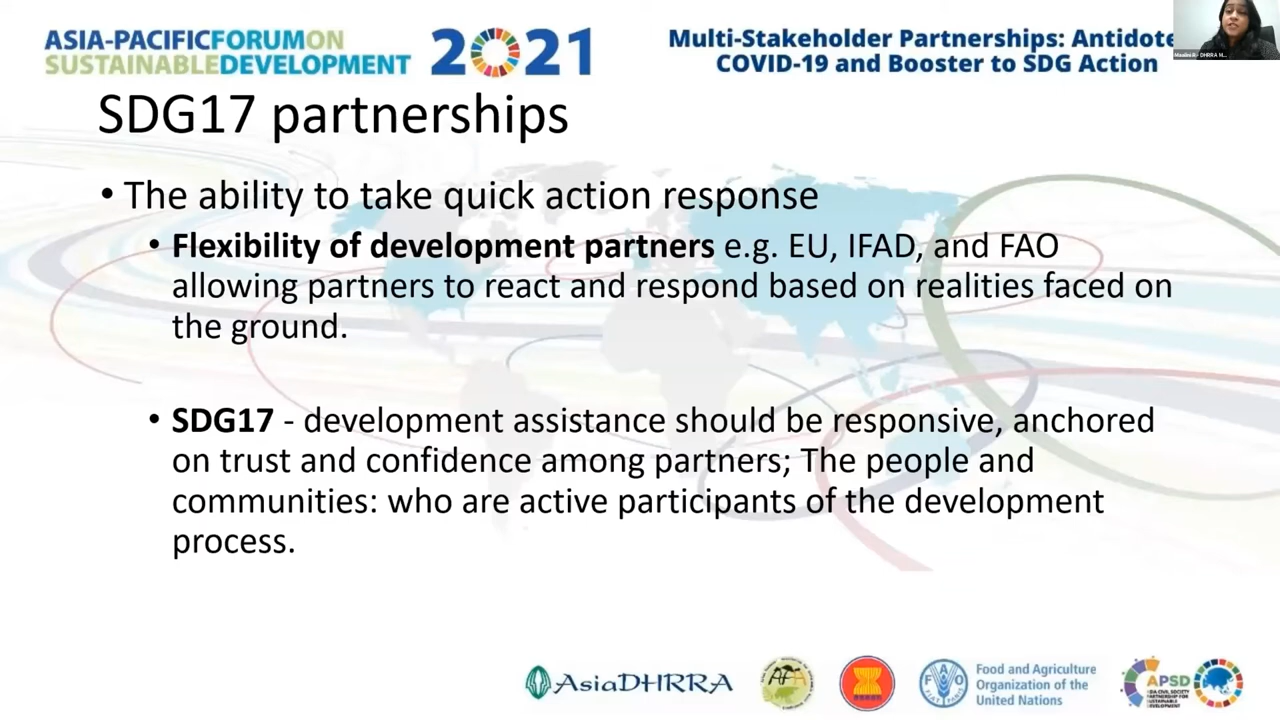 ASIA-PACIFICFORUMON
SUSTAINABLEDEVELOPMENT
2021
Multi-Stakeholder Partnerships: Antidote
COVID-19 and Booster to SDG Action
SDG17 partnerships
• The ability to take quick action response
• Flexibility of development partners e.g. EU, IFAD, and FAO
allowing partners to react and respond based on realities faced on
the ground.
• SDG17 - development assistance should be responsive, anchored
on trust and confidence among partners; The people and
communities: who are active participants of the development
process.
AsiaDHRRA
AFA
FAO
FIAT PANIS
Food and Agriculture
Organization of the
United Nations
APSD